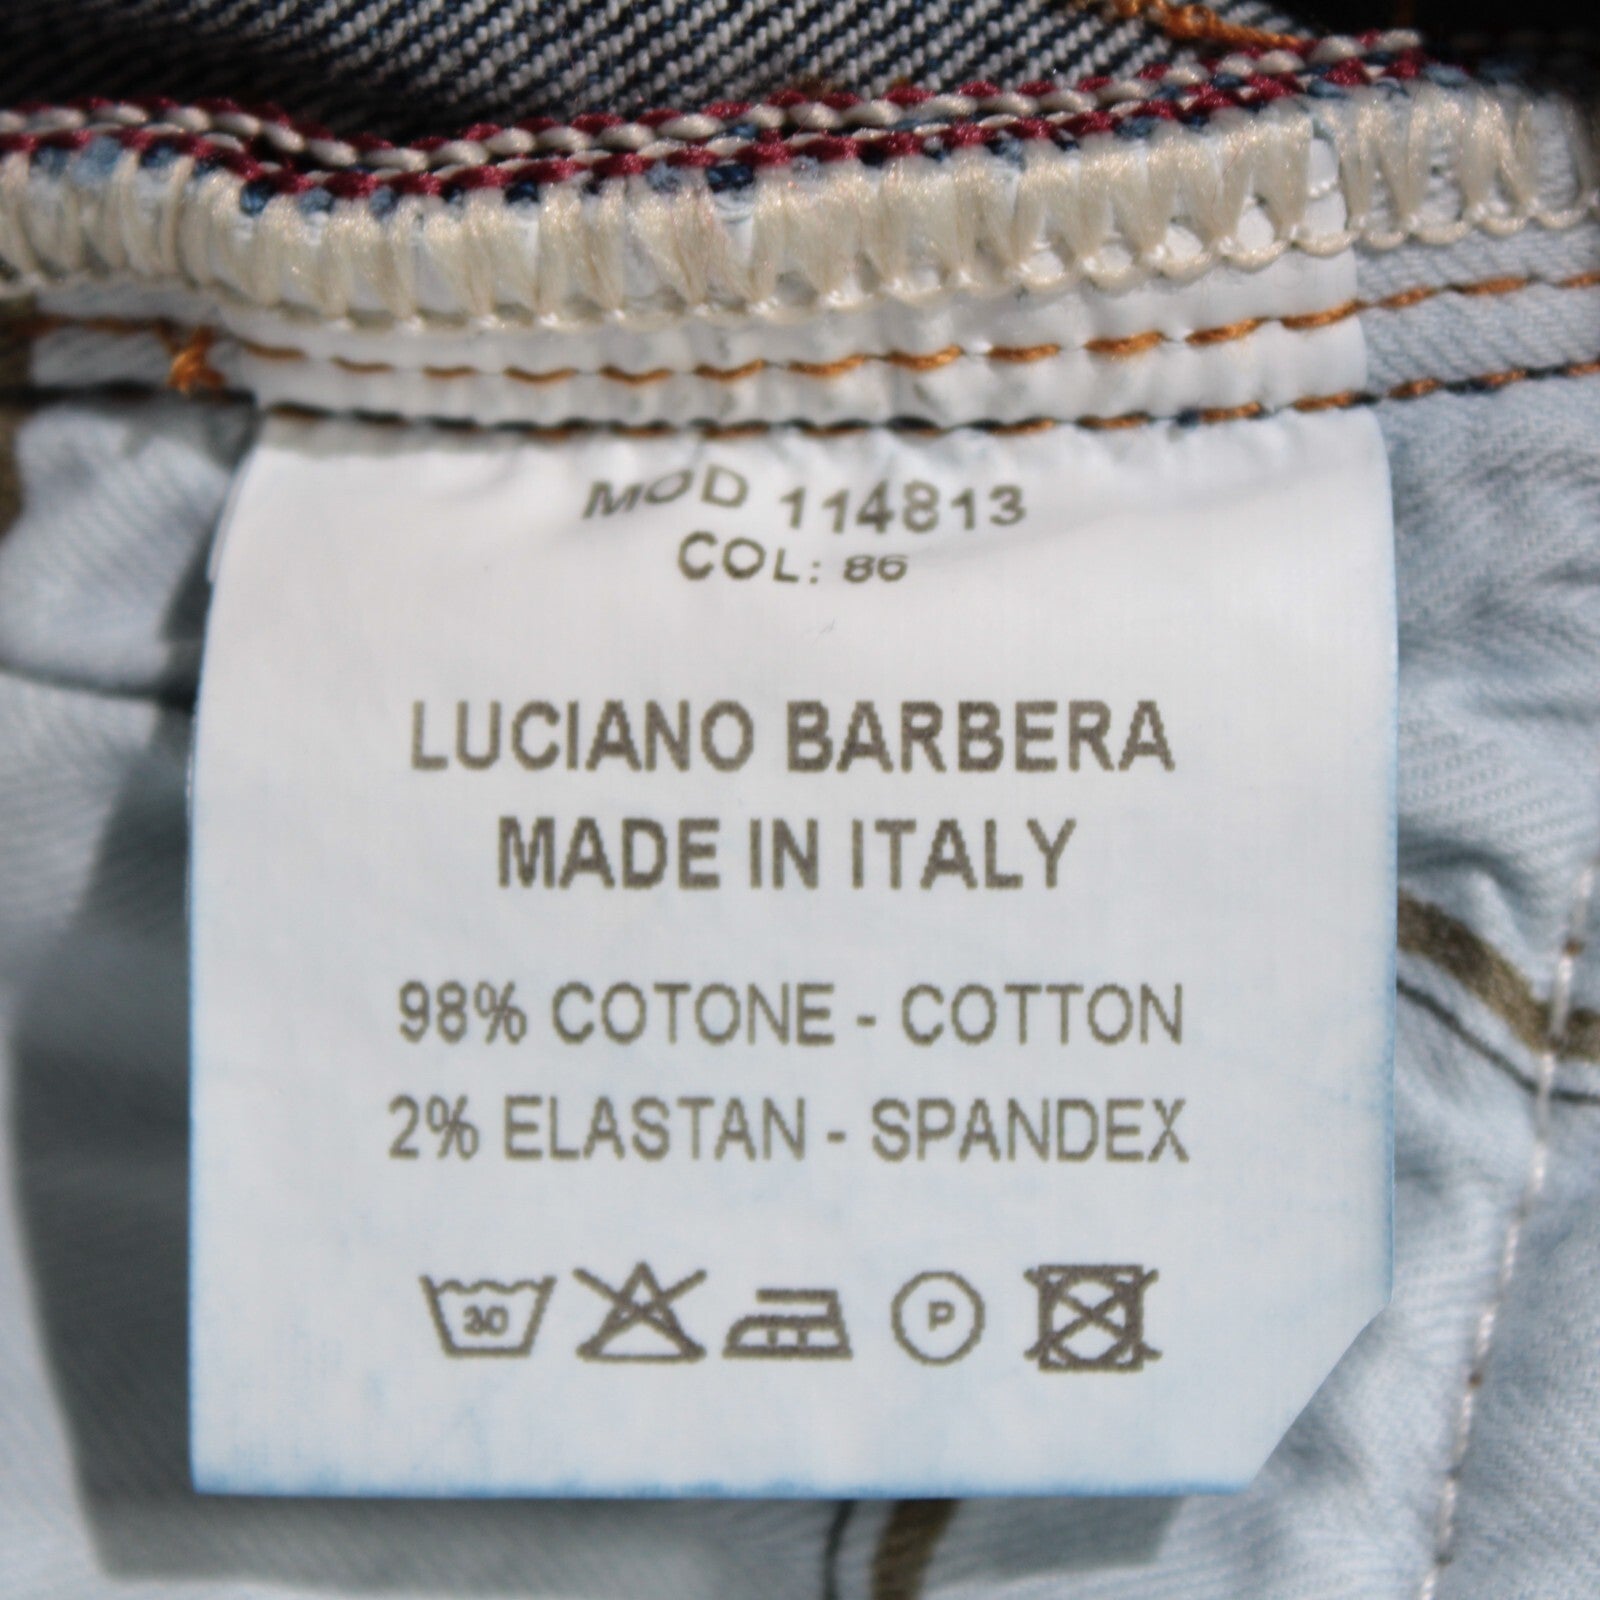 MOD 114813
COL: 86
LUCIANO BARBERA
MADE IN ITALY
98% COTONE - COTTON
2% ELASTAN - SPANDEX
30 P